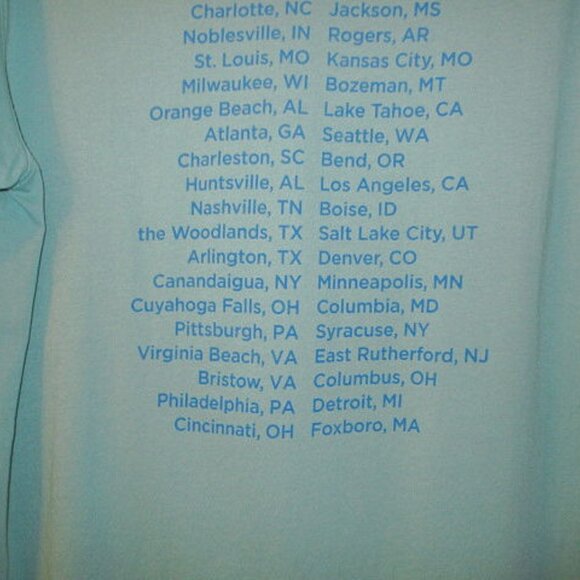 Charlotte, NC Jackson, MS
Noblesville, IN Rogers, AR
St. Louis, MO Kansas City, MO
Milwaukee, WI Bozeman, MT
Orange Beach, AL Lake Tahoe, CA
Atlanta, GA Seattle, WA
Charleston, SC Bend, OR
Huntsville, AL Los Angeles, CA
Nashville, TN Boise, ID
the Woodlands, TX Salt Lake City, UT
Arlington, TX Denver, CO
Canandaigua, NY Minneapolis, MN
Cuyahoga Falls, OH Columbia, MD
Pittsburgh, PA Syracuse, NY
Virginia Beach, VA East Rutherford, NJ
Bristow, VA Columbus, OH
Philadelphia, PA Detroit, MI
Cincinnati, OH Foxboro, MA